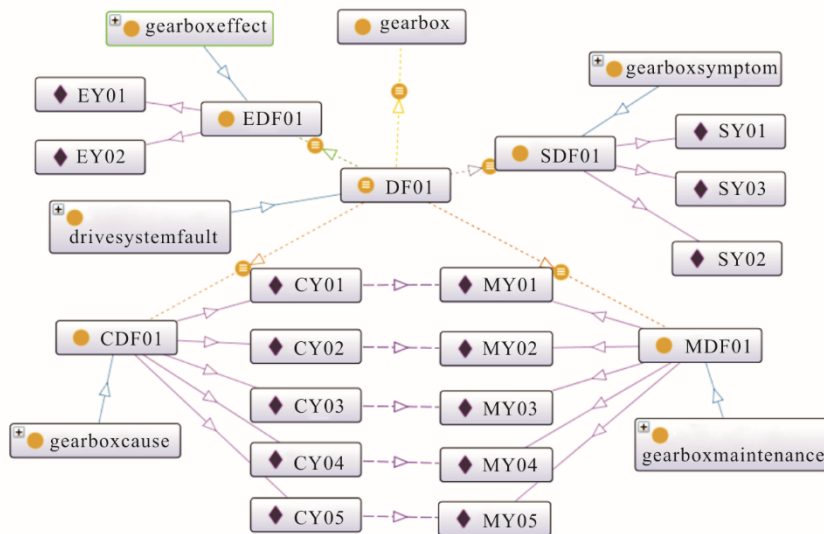 gearboxeffect
gearbox
gearboxsymptom
EY01
EDF01
SY01
EY02
SDF01
DF01
SY03
drivesystemfault
SY02
CY01
MY01
CDF01
CY02
MY02
MDF01
CY03
MY03
gearboxcause
gearboxmaintenance
CY04
MY04
CY05
MY05